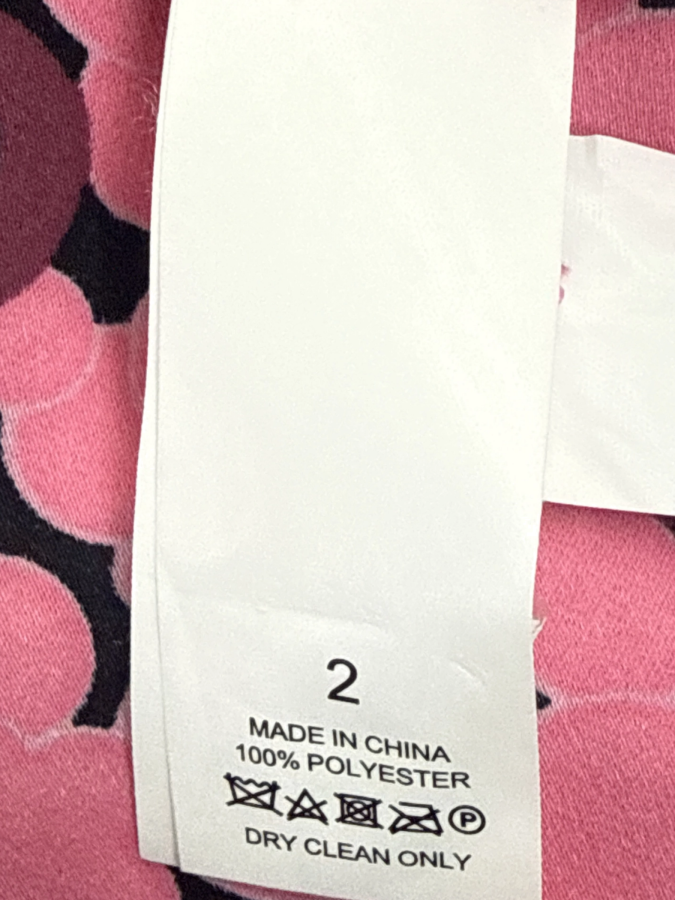 2
MADE IN CHINA
100% POLYESTER
P
DRY CLEAN ONLY